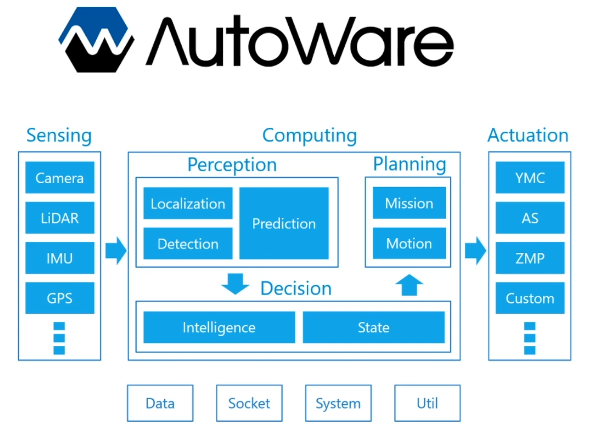 AutoWare
Sensing
Computing
Actuation
Perception
Planning
Camera
LiDAR
IMU
GPS
Localization
Detection
Prediction
Mission
Motion
Decision
Intelligence
State
YMC
AS
ZMP
Custom
Data
Socket
System
Util